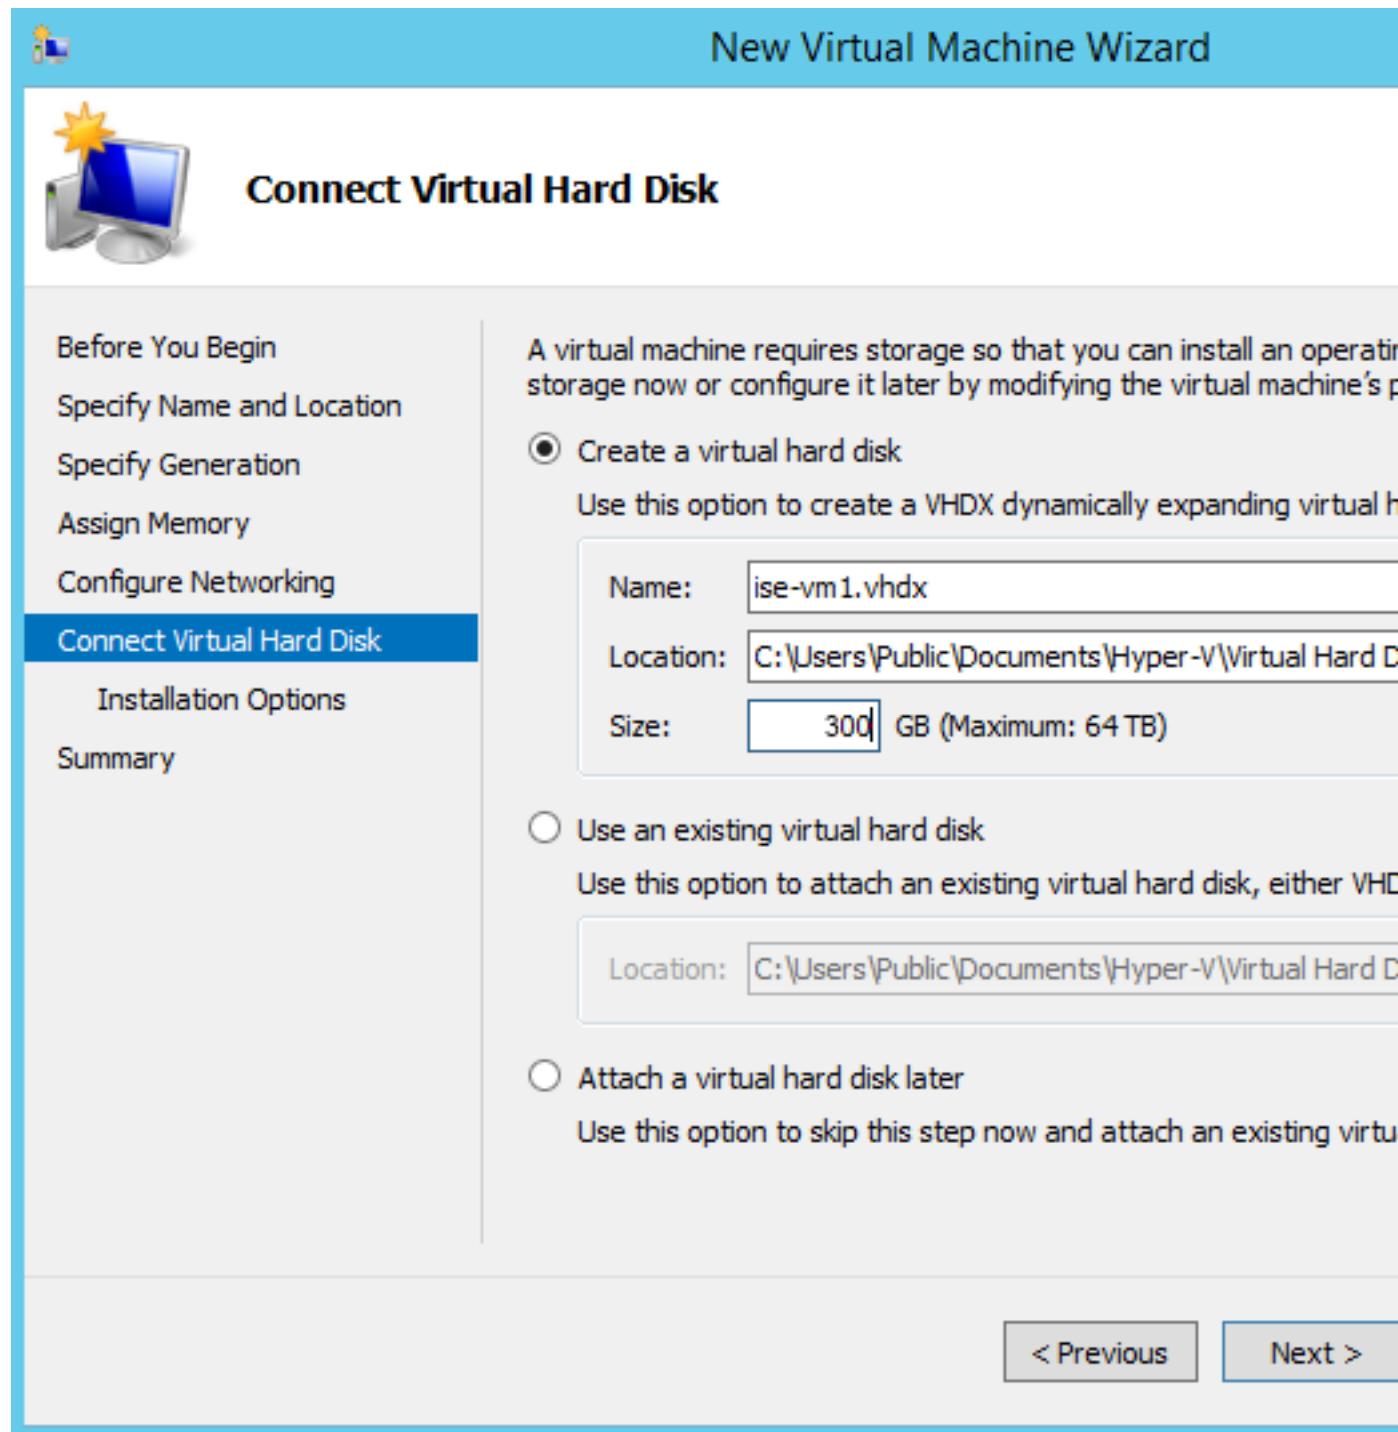 New Virtual Machine Wizard
Connect Virtual Hard Disk
Before You Begin
Specify Name and Location
Specify Generation
Assign Memory
Configure Networking
Connect Virtual Hard Disk
Installation Options
Summary
A virtual machine requires storage so that you can install an
storage now or configure it later by modifying the virtual machine's
Create a virtual hard disk
Use this option to create a VHDX dynamically expanding virtual
Name: ise-vm1.vhdx
Location: C:\Users\Public\Documents\Hyper-V\Virtual Hard
Size: 300 GB (Maximum: 64 TB)
Use an existing virtual hard disk
Use this option to attach an existing virtual hard disk, either
Location: C:\Users\Public\Documents\Hyper-V\Virtual Hard
Attach a virtual hard disk later
Use this option to skip this step now and attach an existing
< Previous
Next >